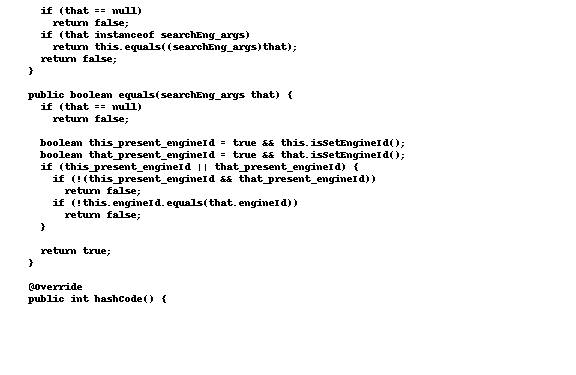 if (that == null)
return false;
if (that instanceof searchEng_args)
return this.equals((searchEng_args)that);
return false;
}
public boolean equals(searchEng_args that) {
if (that == null)
return false;
boolean this_present_engineId = true && this.isSetEngineId();
boolean that_present_engineId = true && that.isSetEngineId();
if (this_present_engineId || that_present_engineId) {
if (!(this_present_engineId && that_present_engineId))
return false;
if (!this.engineId.equals(that.engineId))
return false;
}
return true;
}
@Override
public int hashCode() {